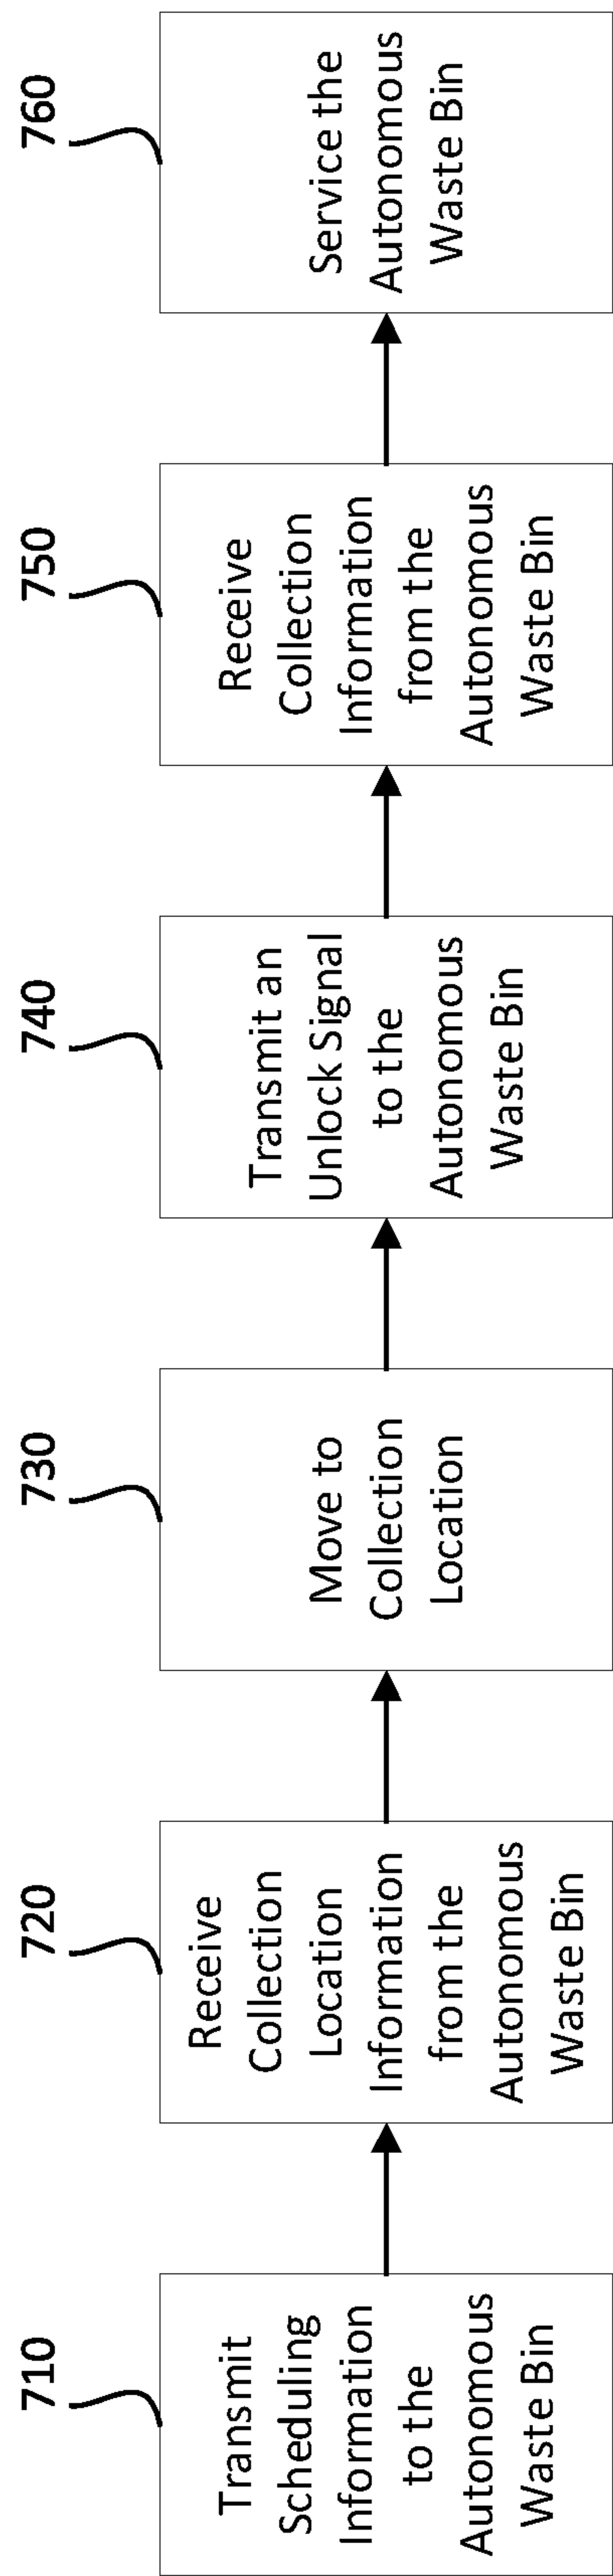 710
Transmit
Scheduling
Information
to the
Autonomous
Waste Bin
720
Receive
Collection
Location
Information
from the
Autonomous
Waste Bin
730
Move to
Collection
Location
740
Transmit an
Unlock Signal
to the
Autonomous
Waste Bin
750
Receive
Collection
Information
from the
Autonomous
Waste Bin
760
Service the
Autonomous
Waste Bin